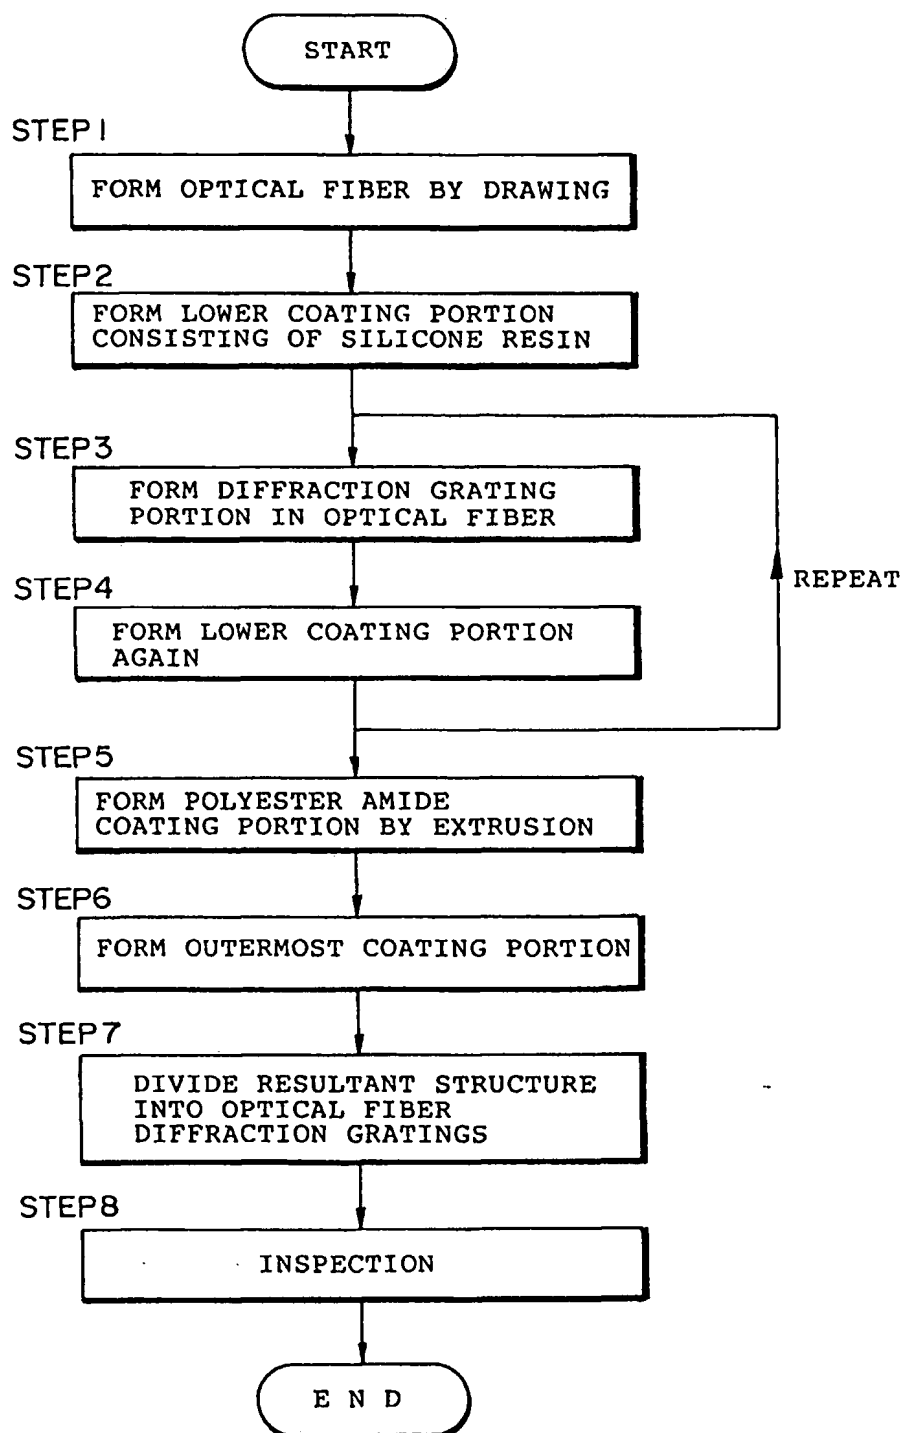 START
STEP1
FORM OPTICAL FIBER BY DRAWING
STEP2
FORM LOWER COATING PORTION
CONSISTING OF SILICONE RESIN
STEP3
FORM DIFFRACTION GRATING
PORTION IN OPTICAL FIBER
STEP4
REPEAT
FORM LOWER COATING PORTION
AGAIN
STEP5
FORM POLYESTER AMIDE
COATING PORTION BY EXTRUSION
STEP6
FORM OUTERMOST COATING PORTION
STEP7
DIVIDE RESULTANT STRUCTURE
INTO OPTICAL FIBER
DIFFRACTION GRATINGS
STEP8
INSPECTION
E N D